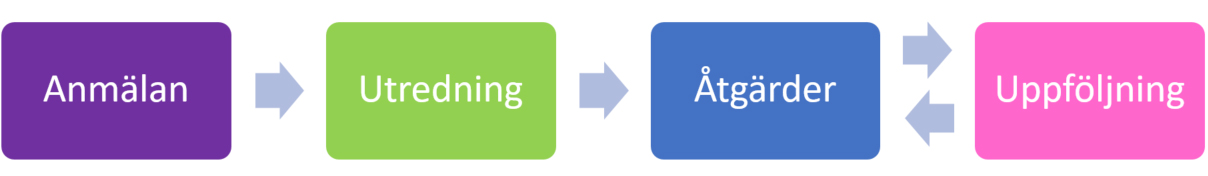 Anmälan
Utredning
Åtgärder
Uppföljning